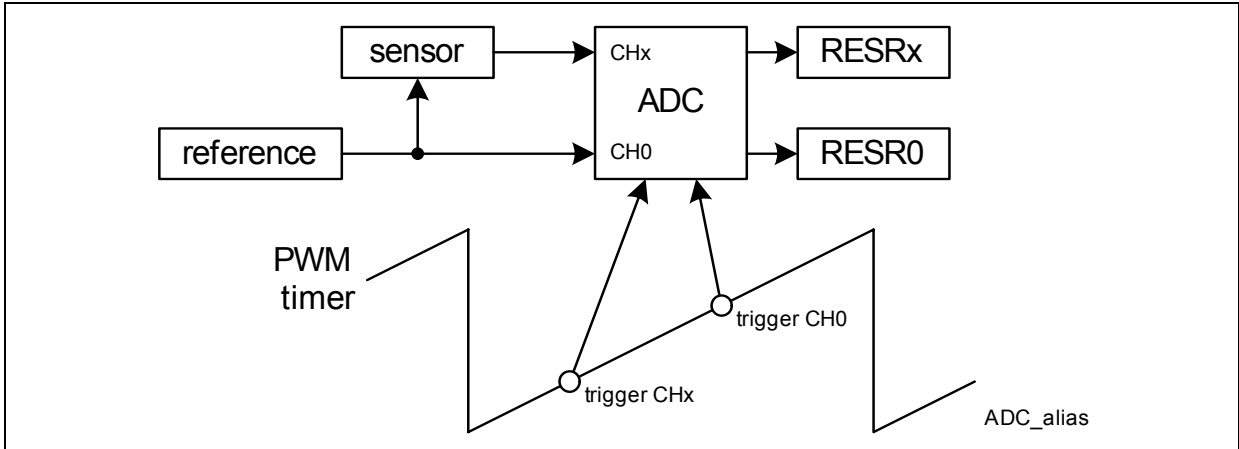 sensor
CHx
RESRx
ADC
reference
CH0
RESR0
PWM
timer
trigger CH0
trigger CHx
ADC_alias